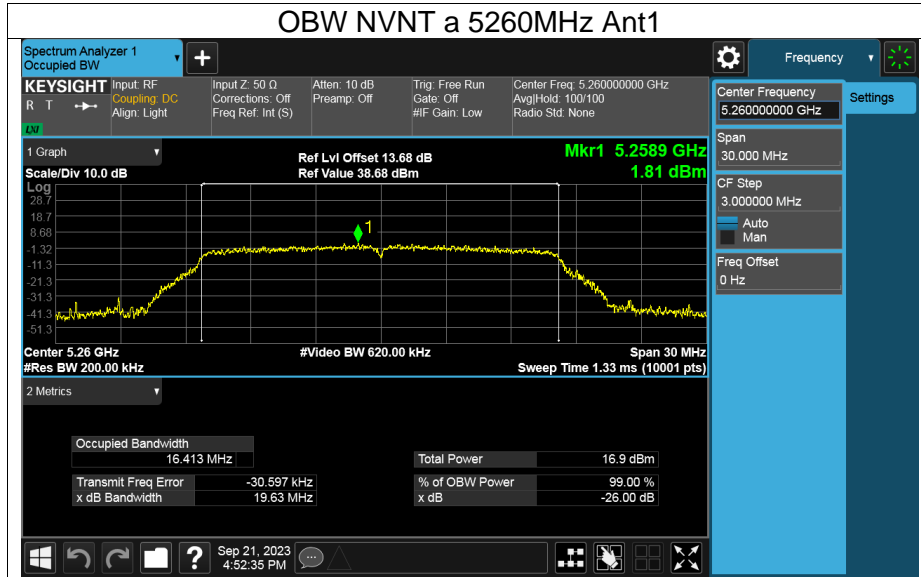 OBW NVNT a 5260MHz Ant1
Spectrum Analyzer 1
Occupied BW
+
Frequency
KEYSIGHT
R T
LXI
Input: RF
Coupling: DC
Align: Light
Input Z: 50 Ω
Corrections: Off
Freq Ref: Int (S)
Atten: 10 dB
Preamp: Off
Trig: Free Run
Gate: Off
#IF Gain: Low
Center Freq: 5.260000000 GHz
Avg|Hold: 100/100
Radio Std: None
Center Frequency
5.260000000 GHz
Settings
Span
30.000 MHz
CF Step
3.000000 MHz
Auto
Man
Freq Offset
0 Hz
1 Graph
Scale/Div 10.0 dB
Ref Lvl Offset 13.68 dB
Ref Value 38.68 dBm
Mkr1 5.2589 GHz
1.81 dBm
Log
28.7
18.7
8.68
-1.32
-11.3
-21.3
-31.3
-41.3
-51.3
1
Center 5.26 GHz
#Res BW 200.00 kHz
#Video BW 620.00 kHz
Span 30 MHz
Sweep Time 1.33 ms (10001 pts)
2 Metrics
Occupied Bandwidth
16.413 MHz
Transmit Freq Error -30.597 kHz
x dB Bandwidth 19.63 MHz
Total Power 16.9 dBm
% of OBW Power 99.00 %
x dB -26.00 dB
?
Sep 21, 2023
4:52:35 PM